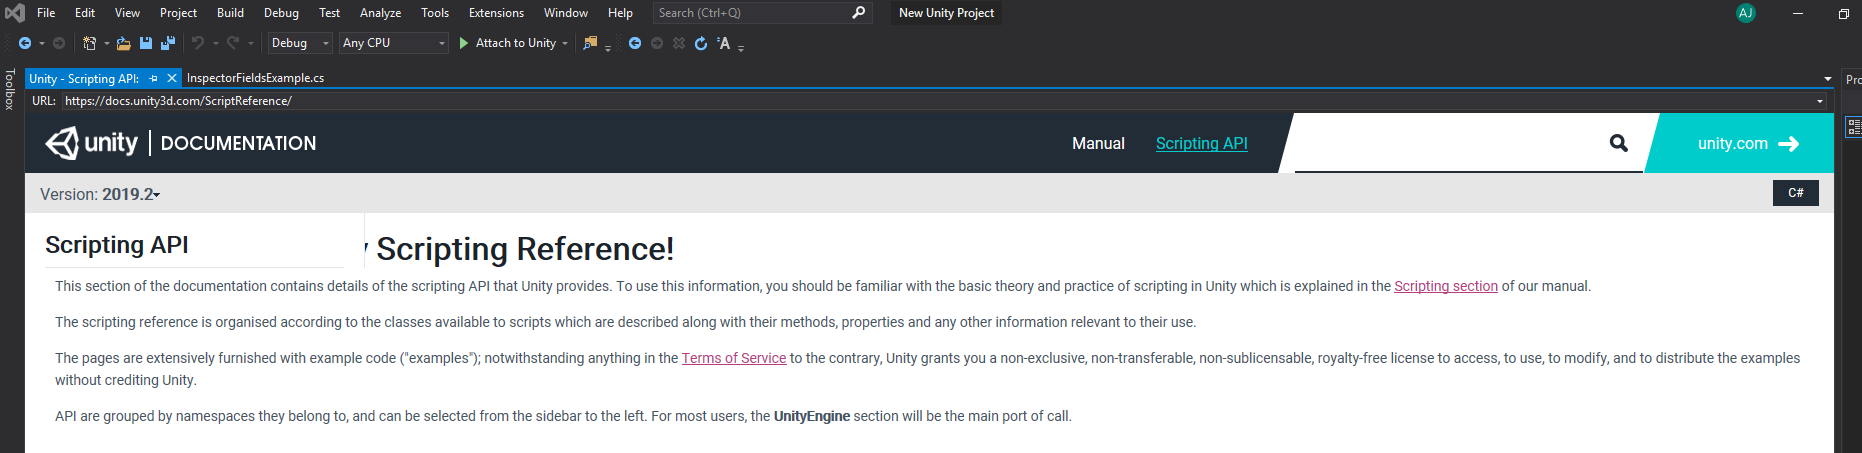 File Edit View Project Build Debug Test Analyze Tools Extensions Window Help Search (Ctrl+Q) New Unity Project AJ
Debug Any CPU Attach to Unity
Toolbox
Unity - Scripting API: InspectorFieldsExample.cs Pro
URL: https://docs.unity3d.com/ScriptReference/
unity DOCUMENTATION Manual Scripting API unity.com
Version: 2019.2 C#
Scripting API
Scripting Reference!
This section of the documentation contains details of the scripting API that Unity provides. To use this information, you should be familiar with the basic theory and practice of scripting in Unity which is explained in the Scripting section of our manual.
The scripting reference is organised according to the classes available to scripts which are described along with their methods, properties and any other information relevant to their use.
The pages are extensively furnished with example code ("examples"); notwithstanding anything in the Terms of Service to the contrary, Unity grants you a non-exclusive, non-transferable, non-sublicensable, royalty-free license to access, to use, to modify, and to distribute the examples
without crediting Unity.
API are grouped by namespaces they belong to, and can be selected from the sidebar to the left. For most users, the UnityEngine section will be the main port of call.